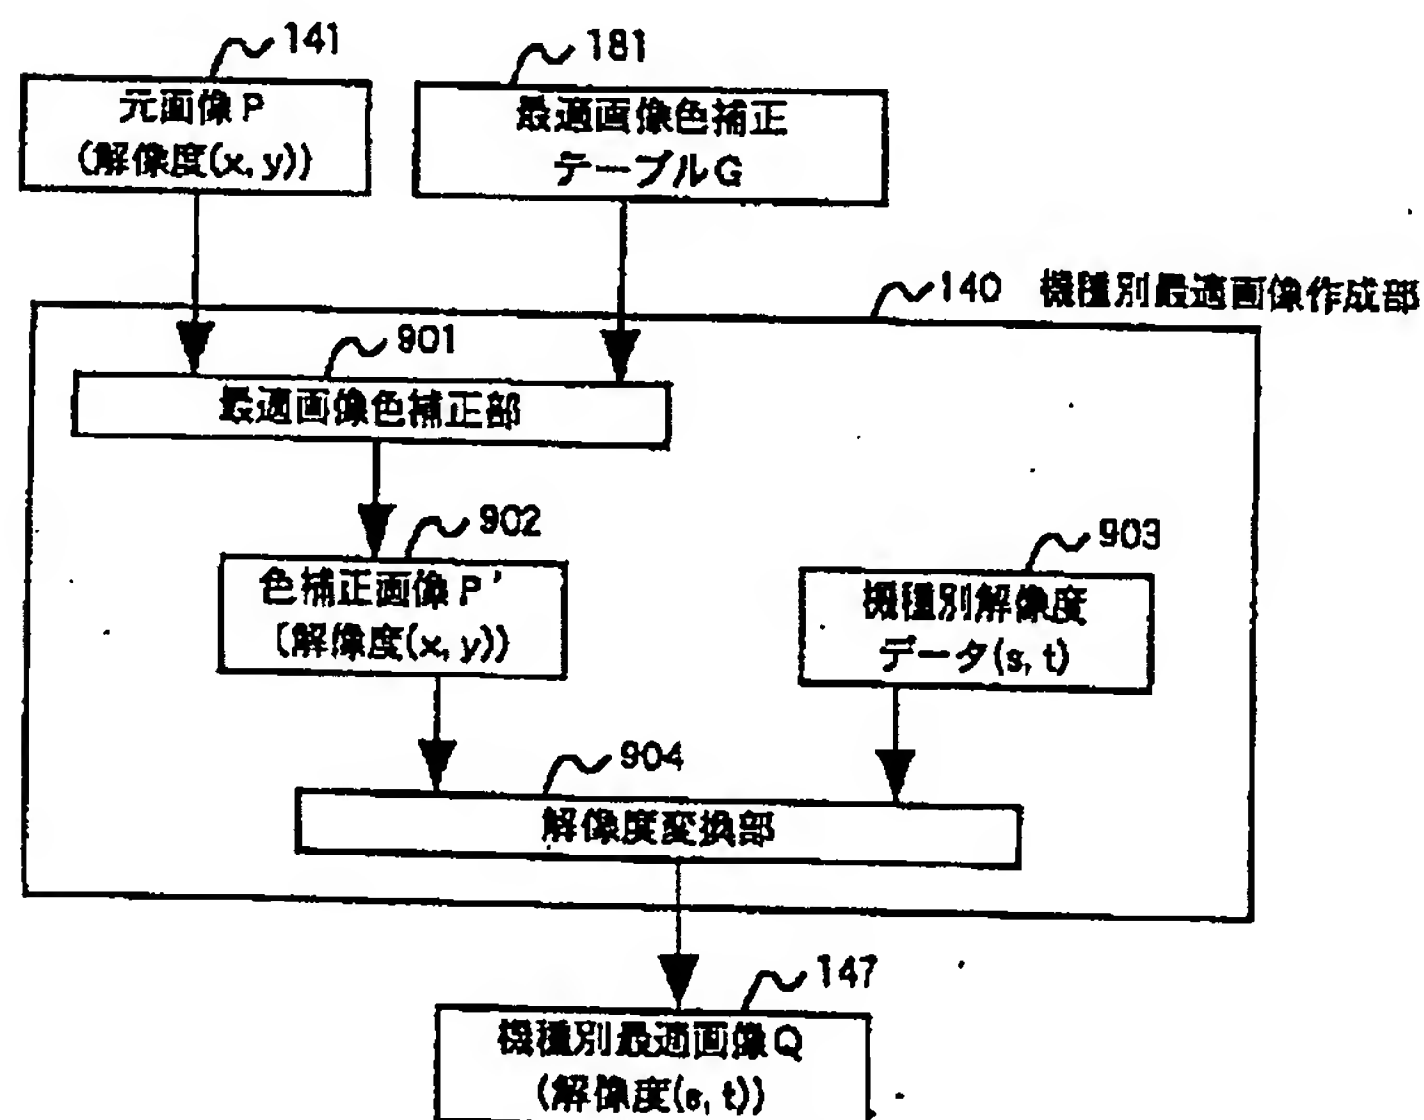 141
元画像P
(解像度(x, y))
181
最適画像色補正
テーブルG
140 機種別最適画像作成部
901
最適画像色補正部
902
色補正画像P'
(解像度(x, y))
903
機種別解像度
データ(s, t)
904
解像度変換部
147
機種別最適画像Q
(解像度(s, t))